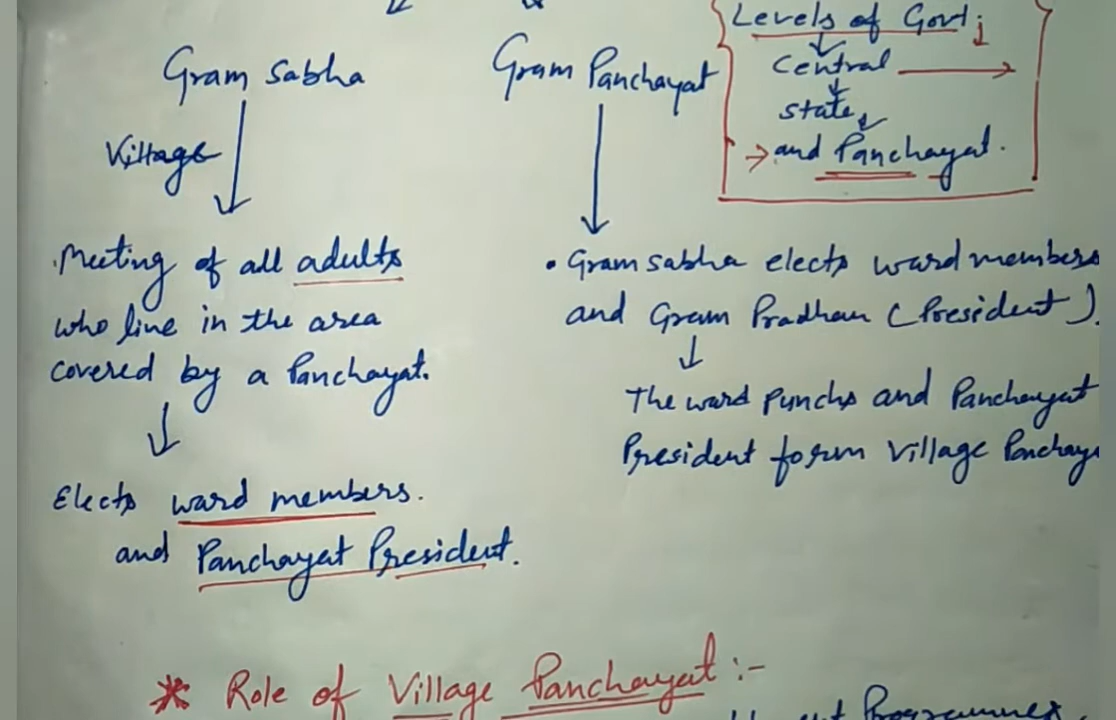 Levels of Govt;
Central
state,
and Panchayat.
Gram Sabha
Village
Meeting of all adults
who live in the area
covered by a Panchayat.
Elects ward members.
and Panchayat President.
Gram Panchayat
• Gram sabha elects ward members
and Gram Pradhan (President).
The ward Punchs and Panchayat
President form Village Panchay
* Role of Village Panchayat :-
Programmes.